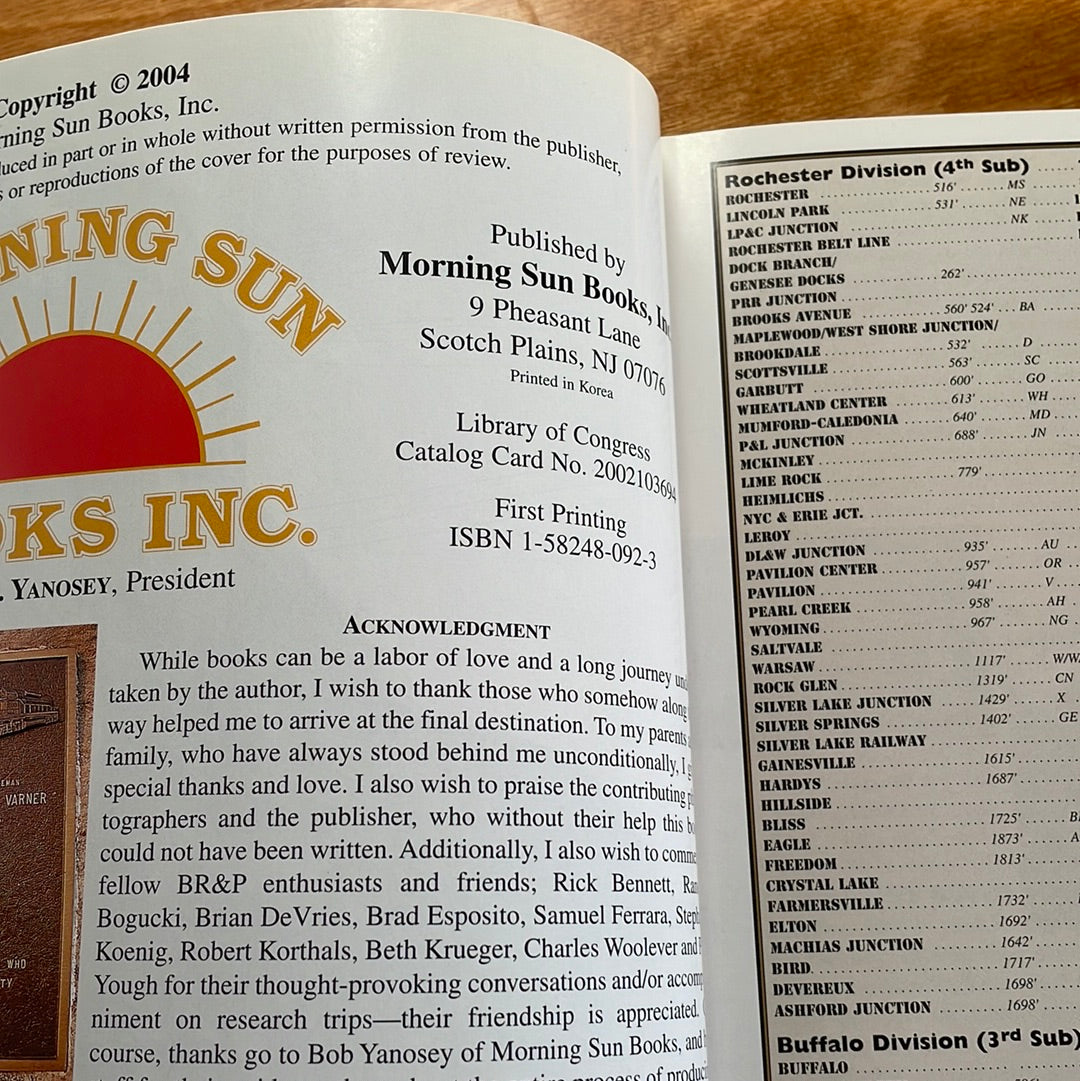 Copyright © 2004
Morning Sun Books, Inc.
in part or in whole without written permission from the publisher,
or reproductions of the cover for the purposes of review.
SUN
INC.
YANOSEY, President
Published by
Morning Sun Books,
9 Pheasant Lane
Scotch Plains, NJ 07076
Printed in Korea
Library of Congress
Catalog Card No. 2002103694
First Printing
ISBN 1-58248-092-3
VARNER
WHO
ACKNOWLEDGMENT
While books can be a labor of love and a long journey
taken by the author, I wish to thank those who somehow along
way helped me to arrive at the final destination. To my parents
family, who have always stood behind me unconditionally, I
special thanks and love. I also wish to praise the contributing
tographers and the publisher, who without their help this
could not have been written. Additionally, I also wish to
fellow BR&P enthusiasts and friends; Rick Bennett,
Bogucki, Brian DeVries, Brad Esposito, Samuel Ferrara,
Koenig, Robert Korthals, Beth Krueger, Charles Woolever and
Yough for their thought-provoking conversations and/or
niment on research trips—their friendship is appreciated.
course, thanks go to Bob Yanosey of Morning Sun Books, and
process of
Rochester Division (4th Sub)
ROCHESTER 516' MS
LINCOLN PARK 531' NE
LP&C JUNCTION NK
ROCHESTER BELT LINE
DOCK BRANCH/
GENESEE DOCKS 262'
PRR JUNCTION
BROOKS AVENUE 560' 524' BA
MAPLEWOOD/WEST SHORE JUNCTION/
BROOKDALE 532' D
SCOTTSVILLE 563' SC
GARBUTT 600' GO
WHEATLAND CENTER 613' WH
MUMFORD-CALEDONIA 640' MD
P&L JUNCTION 688' JN
MCKINLEY
LIME ROCK 779'
HEIMLICHS
NYC & ERIE JCT.
LEROY
DL&W JUNCTION 935' AU
PAVILION CENTER 957' OR
PAVILION 941' V
PEARL CREEK 958' AH
WYOMING 967' NG
SALTVALE
WARSAW 1117'
ROCK GLEN 1319' CN
SILVER LAKE JUNCTION 1429' X
SILVER SPRINGS 1402' GE
SILVER LAKE RAILWAY
GAINESVILLE 1615'
HARDYS 1687'
HILLSIDE
BLISS 1725'
EAGLE 1873'
FREEDOM 1813'
CRYSTAL LAKE
FARMERSVILLE 1732'
ELTON 1692'
MACHIAS JUNCTION 1642'
BIRD 1717'
DEVEREUX 1698'
ASHFORD JUNCTION 1698'
Buffalo Division (3rd Sub)
BUFFALO